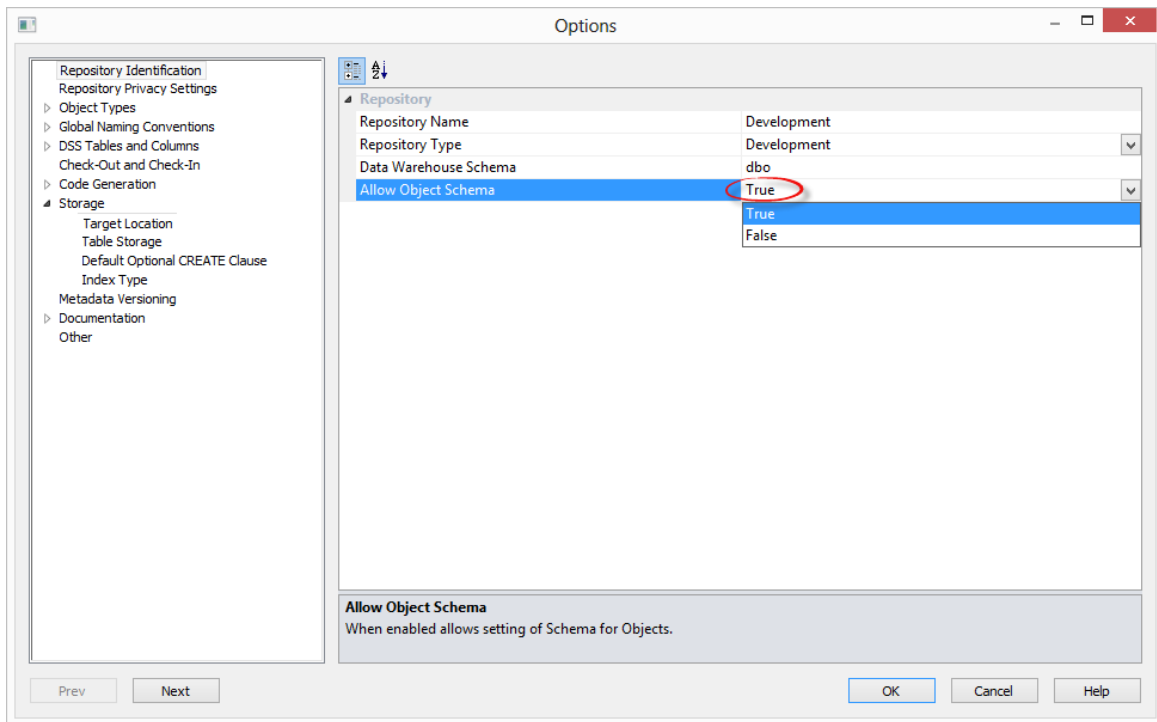 Options
Repository Identification
Repository Privacy Settings
Object Types
Global Naming Conventions
DSS Tables and Columns
Check-Out and Check-In
Code Generation
Storage
Target Location
Table Storage
Default Optional CREATE Clause
Index Type
Metadata Versioning
Documentation
Other
Repository
Repository Name Development
Repository Type Development
Data Warehouse Schema dbo
Allow Object Schema True
True
False
Allow Object Schema
When enabled allows setting of Schema for Objects.
Prev Next OK Cancel Help